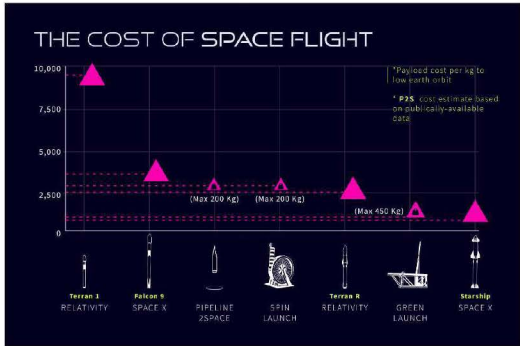 THE COST OF SPACE FLIGHT
10,000
7,500
5,000
2,500
0
*Payload cost per kg to
low earth orbit
* P2S cost estimate based
on publically-available
data
(Max 200 Kg)
(Max 200 Kg)
(Max 450 Kg)
Terran 1
RELATIVITY
Falcon 9
SPACE X
PIPELINE
2SPACE
SPIN
LAUNCH
Terran R
RELATIVITY
GREEN
LAUNCH
Starship
SPACE X